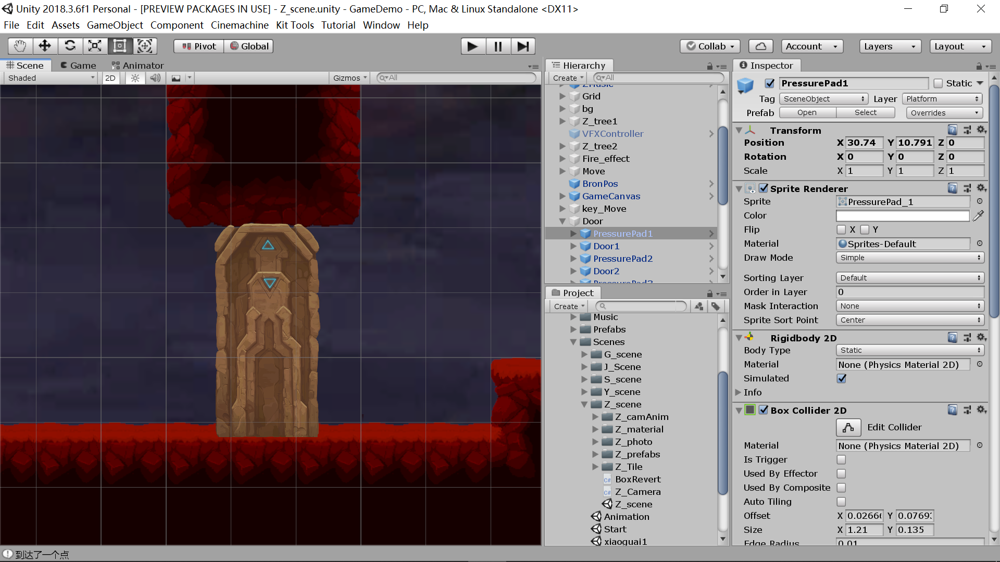 Unity 2018.3.6f1 Personal - [PREVIEW PACKAGES IN USE] - Z_scene.unity - GameDemo - PC, Mac & Linux Standalone <DX11>
File Edit Assets GameObject Component Cinemachine Kit Tools Tutorial Window Help
Pivot Global Collab Account Layers Layout
Scene Game Animator
Shaded 2D Gizmos All
Hierarchy
Create All
ZMusic
Grid
bg
Z_tree1
VFXController
Z_tree2
Fire_effect
Move
BronPos
GameCanvas
key_Move
Door
PressurePad1
Door1
PressurePad2
Door2
PressurePad3
Project
Create
Music
Prefabs
Scenes
G_scene
J_Scene
S_scene
Y_scene
Z_scene
Z_camAnim
Z_material
Z_photo
Z_prefabs
Z_Tile
BoxRevert
Z_Camera
Z_scene
Animation
Start
xiaoguai1
Inspector
PressurePad1 Static
Tag SceneObject Layer Platform
Prefab Open Select Overrides
Transform
Position X 30.74 Y 10.791 Z 0
Rotation X 0 Y 0 Z 0
Scale X 1 Y 1 Z 1
Sprite Renderer
Sprite PressurePad_1
Color
Flip X Y
Material Sprites-Default
Draw Mode Simple
Sorting Layer Default
Order in Layer 0
Mask Interaction None
Sprite Sort Point Center
Rigidbody 2D
Body Type Static
Material None (Physics Material 2D)
Simulated
Info
Box Collider 2D
Edit Collider
Material None (Physics Material 2D)
Is Trigger
Used By Effector
Used By Composite
Auto Tiling
Offset X 0.0266 Y 0.0769
Size X 1.21 Y 0.135
Edge Radius 0.01
到达了一个点